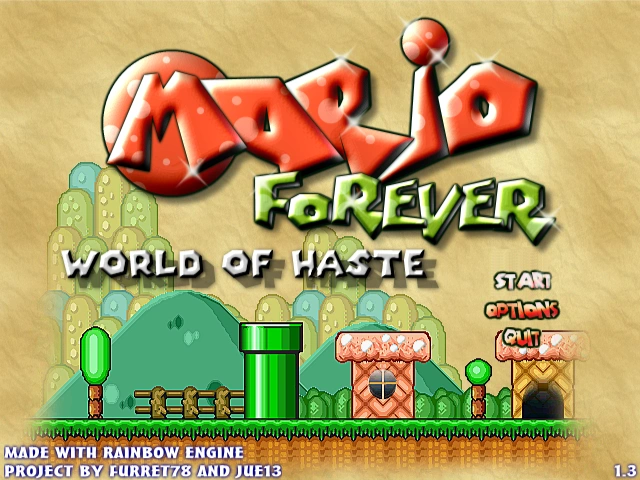 MARIO
FOREVER
WORLD OF HASTE
START
OPTIONS
QUIT
MADE WITH RAINBOW ENGINE
PROJECT BY FURRET78 AND JUE13
1.3